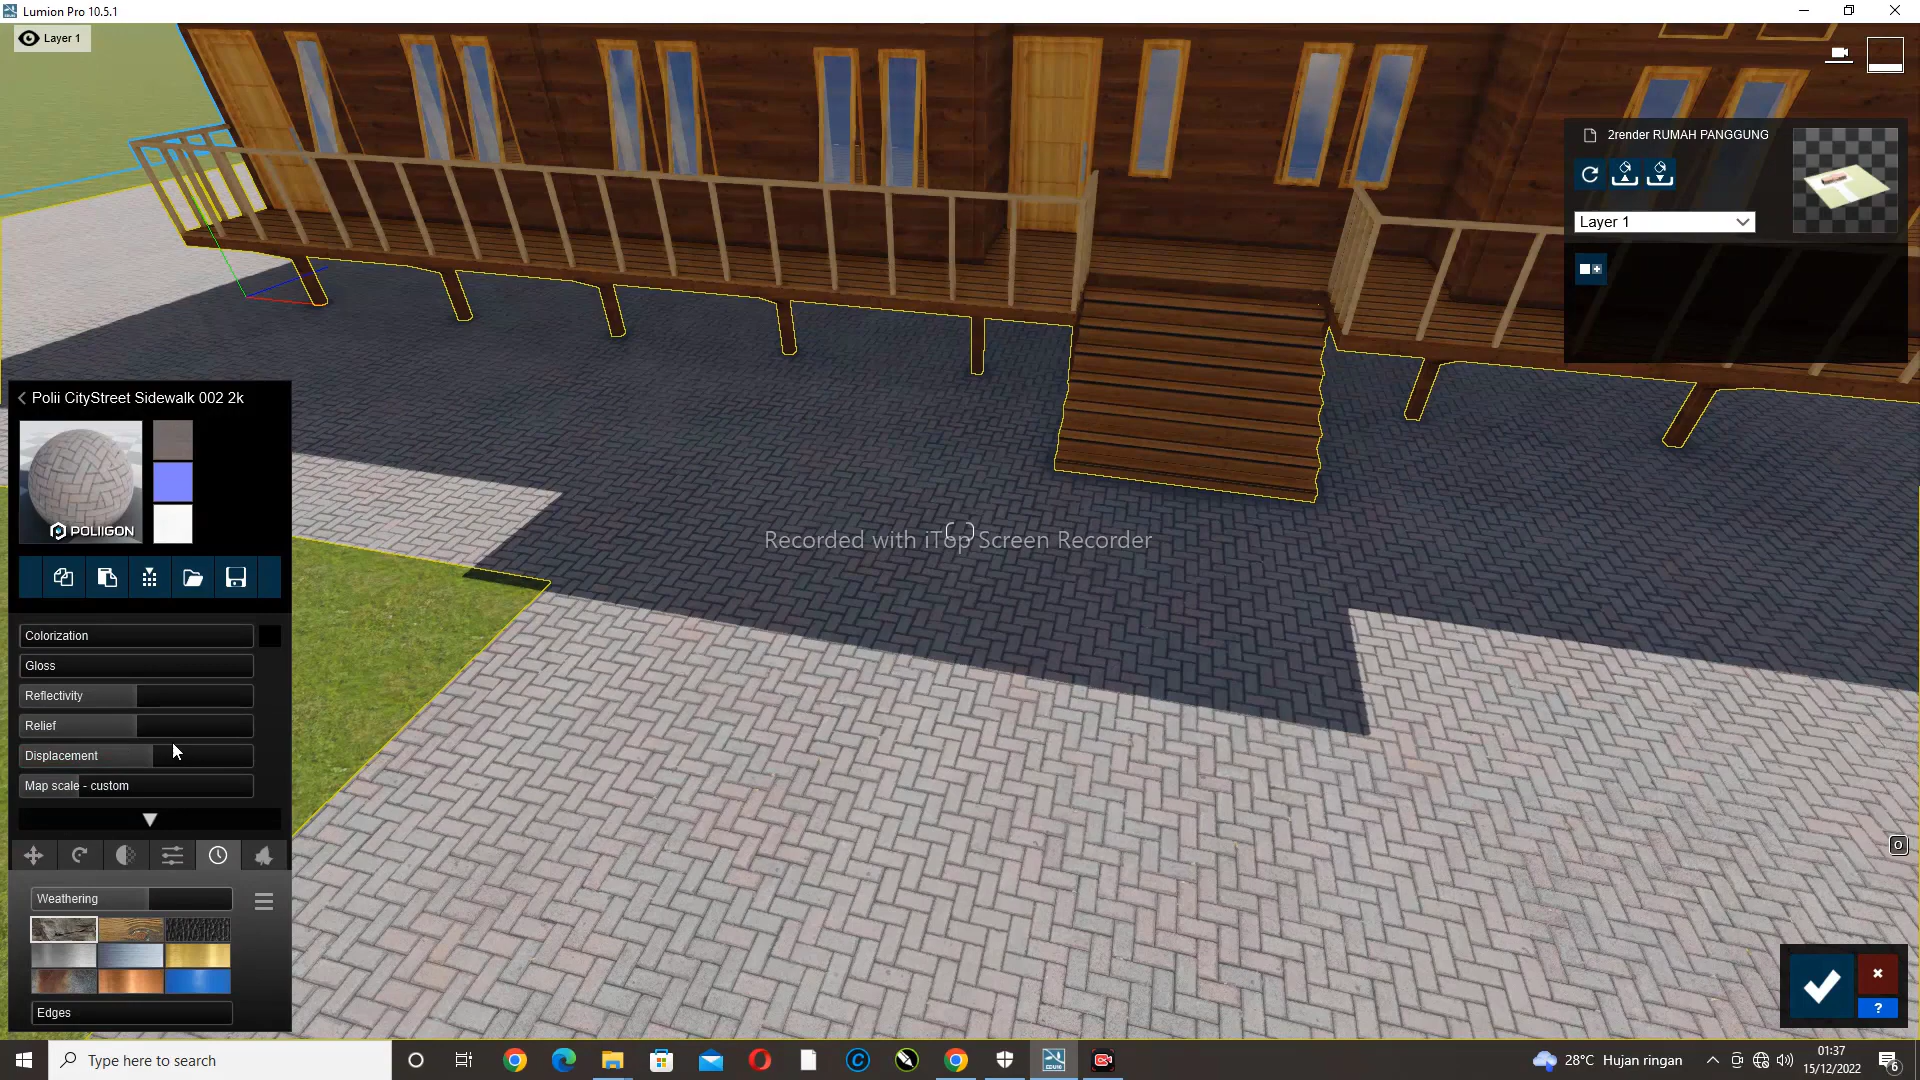 Lumion Pro 10.5.1
Layer 1
2render RUMAH PANGGUNG
Layer 1
Polii CityStreet Sidewalk 002 2k
POLIIGON
Recorded with iTop Screen Recorder
Colorization
Gloss
Reflectivity
Relief
Displacement
Map scale - custom
Weathering
Edges
O
?
Type here to search
28°C Hujan ringan
01:37
15/12/2022
6